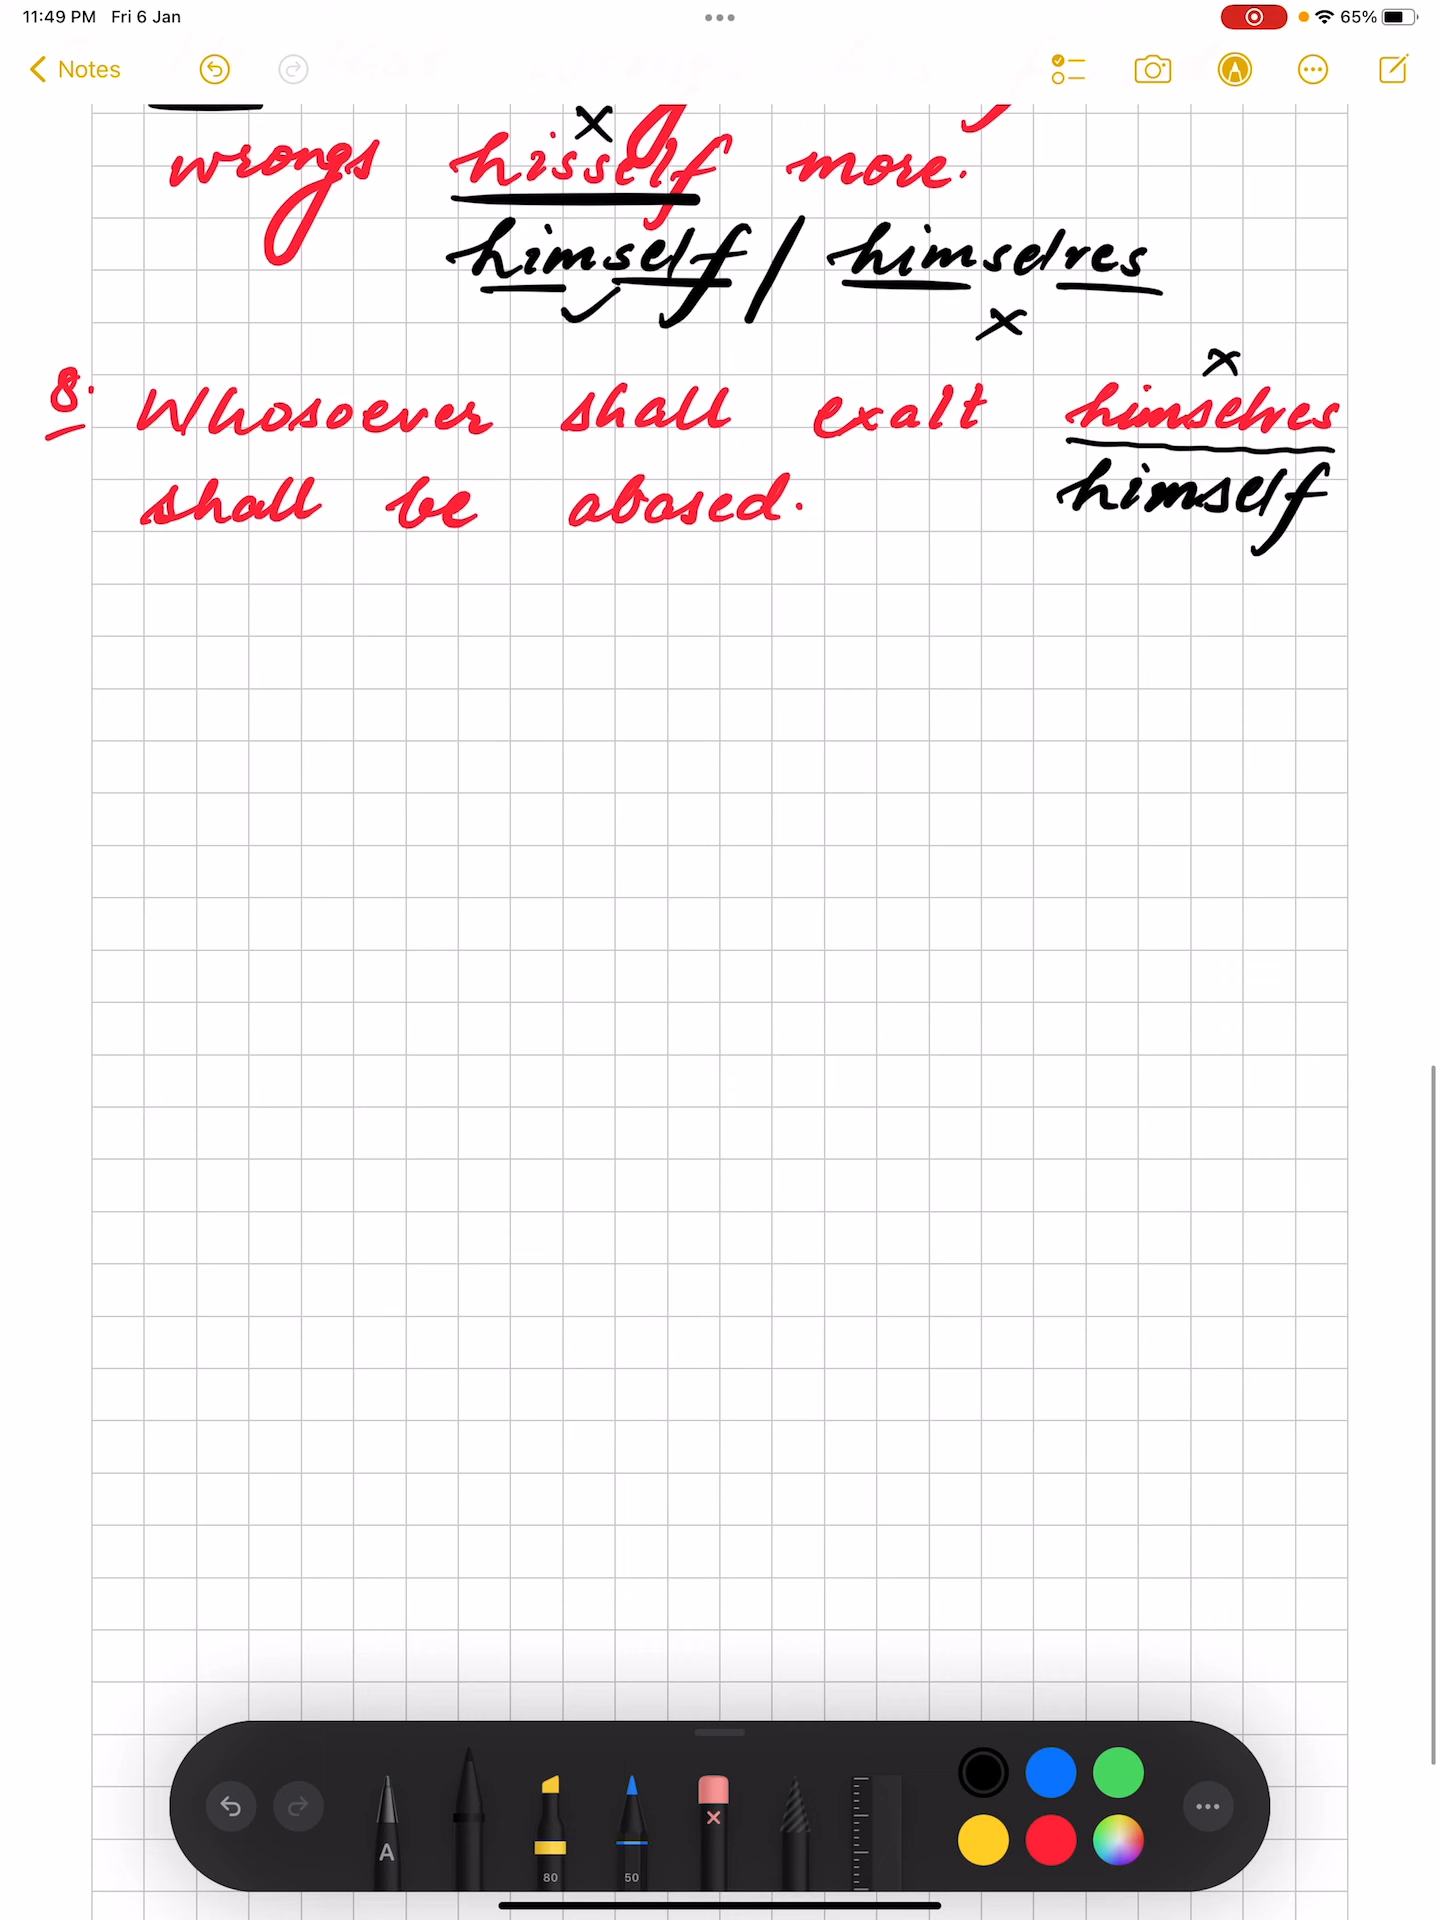 11:49 PM Fri 6 Jan 65%
Notes
wrongs hisself more.
himself / himselves
8. Whosoever shall exalt himselves
himself
shall be abased.
A 80 50